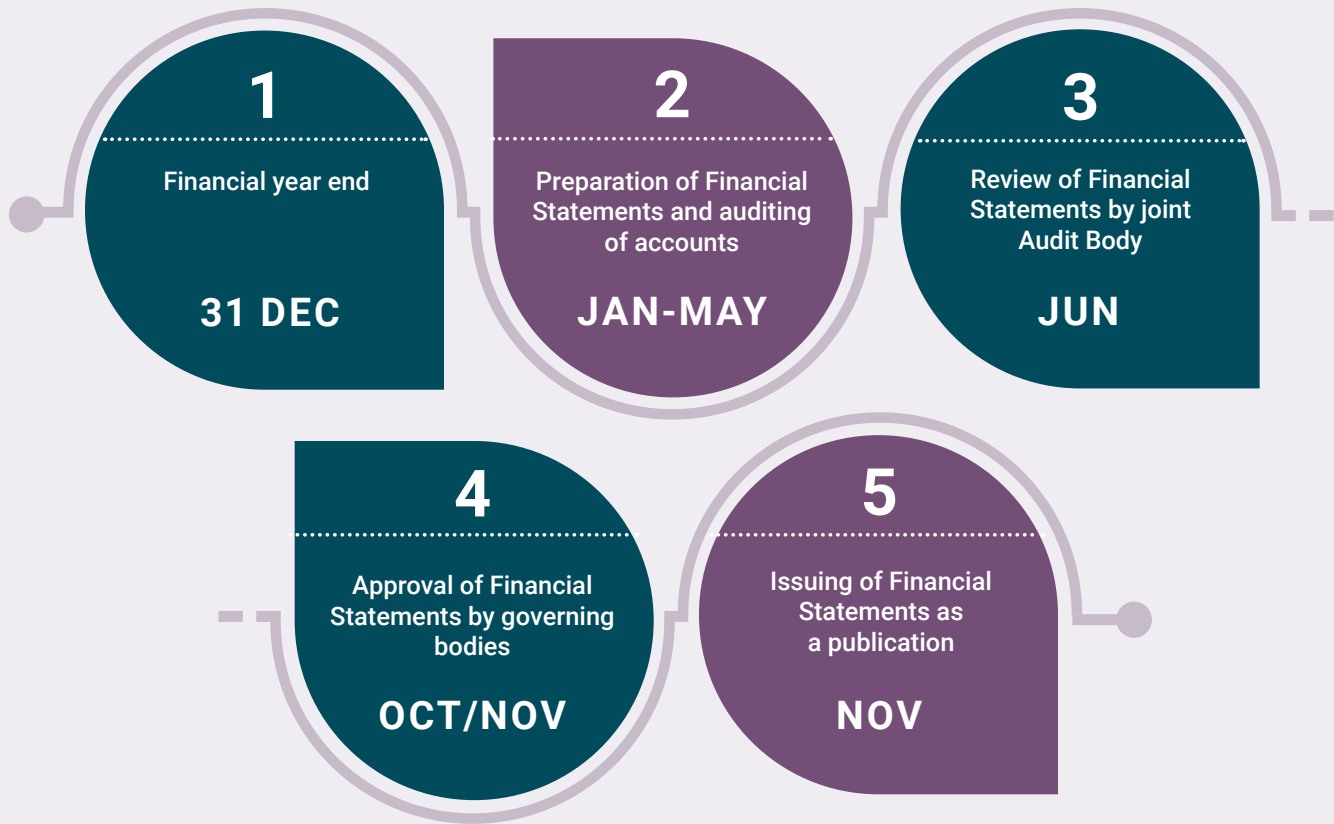 1
Financial year end
31 DEC
2
Preparation of Financial
Statements and auditing
of accounts
JAN-MAY
3
Review of Financial
Statements by joint
Audit Body
JUN
4
Approval of Financial
Statements by governing
bodies
OCT/NOV
5
Issuing of Financial
Statements as
a publication
NOV